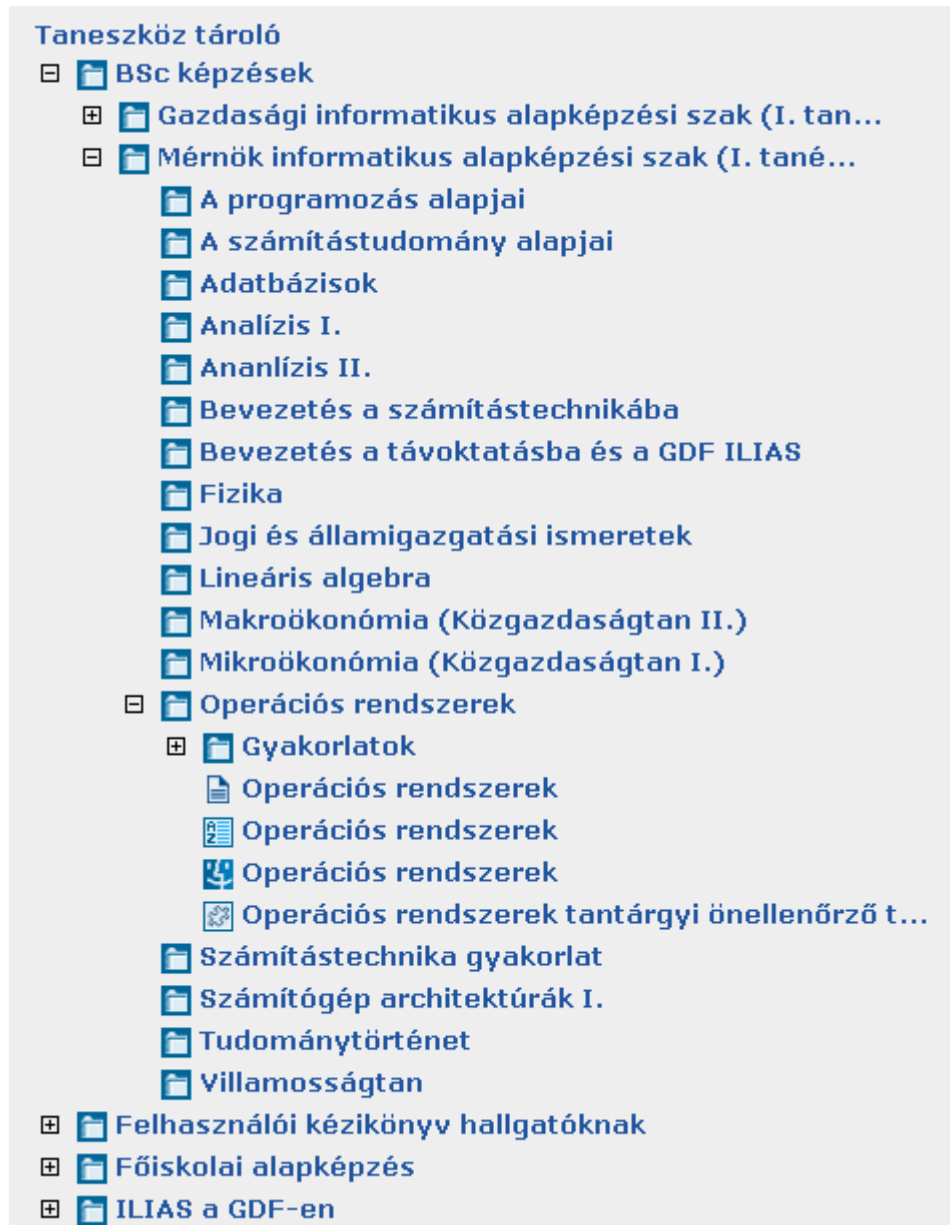 Taneszköz tároló
BSc képzések
Gazdasági informatikus alapképzési szak (I. tan...
Mérnök informatikus alapképzési szak (I. tané...
A programozás alapjai
A számítástudomány alapjai
Adatbázisok
Analízis I.
Ananlízis II.
Bevezetés a számítástechnikába
Bevezetés a távoktatásba és a GDF ILIAS
Fizika
Jogi és államigazgatási ismeretek
Lineáris algebra
Makroökonómia (Közgazdaságtan II.)
Mikroökonómia (Közgazdaságtan I.)
Operációs rendszerek
Gyakorlatok
Operációs rendszerek
Operációs rendszerek
Operációs rendszerek
Operációs rendszerek tantárgyi önellenőrző t...
Számítástechnika gyakorlat
Számítógép architektúrák I.
Tudománytörténet
Villamosságtan
Felhasználói kézikönyv hallgatóknak
Főiskolai alapképzés
ILIAS a GDF-en